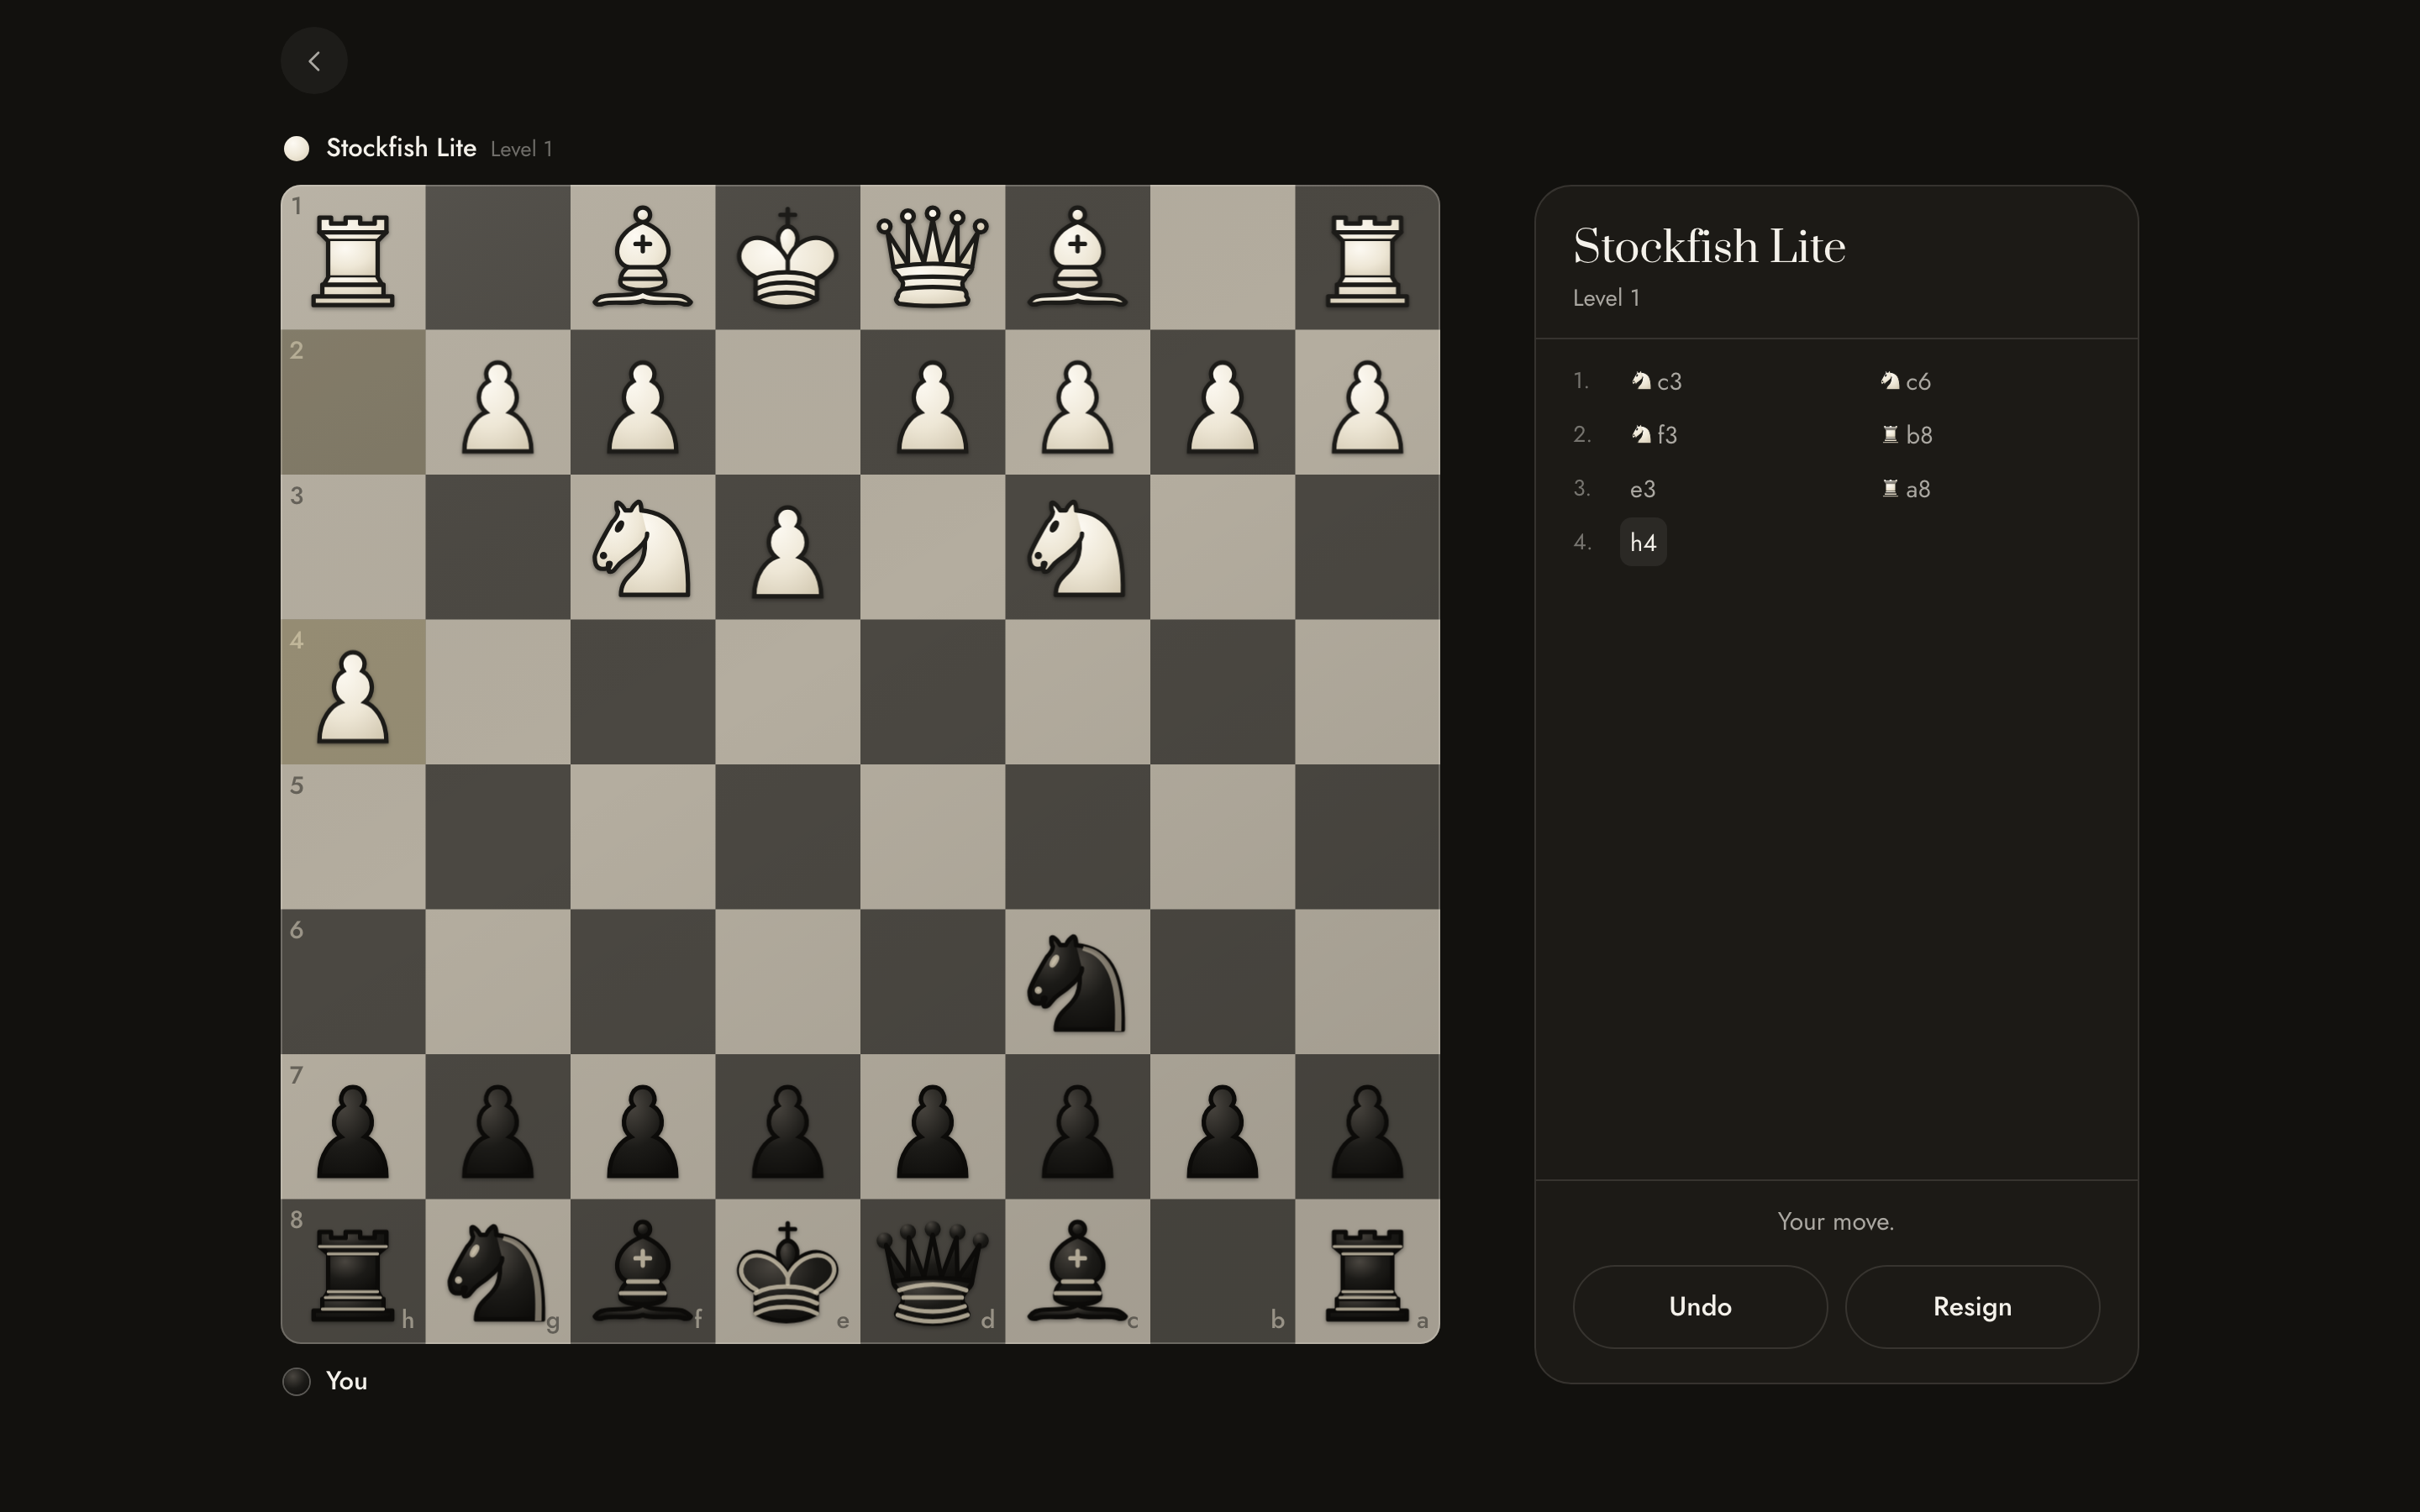 Stockfish Lite Level 1
1
2
3
4
5
6
7
8
h g f e d c b a
You
Stockfish Lite
Level 1
1. c3 c6
2. f3 b8
3. e3 a8
4. h4
Your move.
Undo Resign